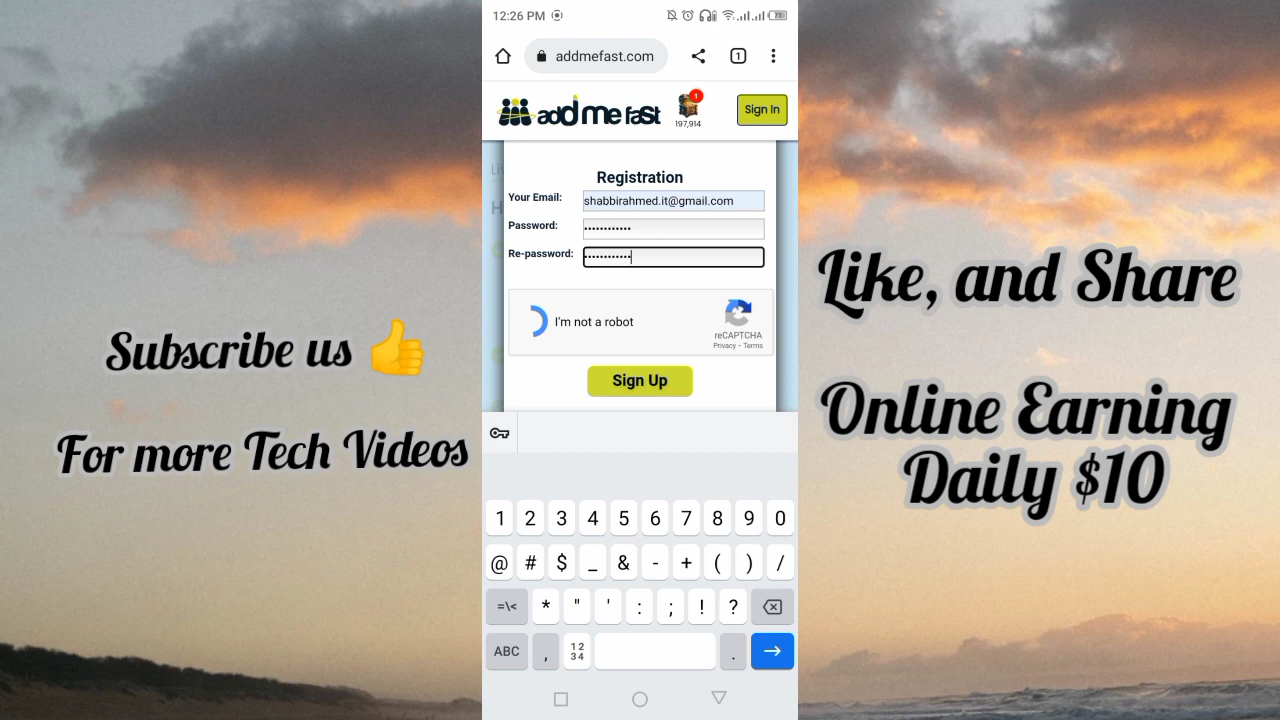 12:26 PM
addmefast.com
1
add me fast
1
197,914
Sign In
Registration
Your Email:
shabbirahmed.it@gmail.com
Password:
••••••••••••
Re-password:
••••••••••••
I'm not a robot
reCAPTCHA
Privacy - Terms
Sign Up
1 2 3 4 5 6 7 8 9 0
@ # $ _ & - + ( ) /
=\< * " ' : ; ! ?
ABC , 12 34 .
Subscribe us 👍
For more Tech Videos
Like, and Share
Online Earning
Daily $10